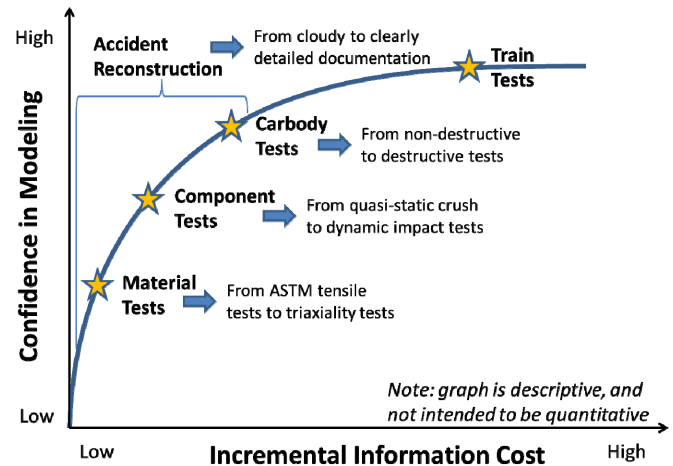 High
Accident
Reconstruction
From cloudy to clearly
detailed documentation
Train
Tests
Carbody
Tests
From non-destructive
to destructive tests
Component
Tests
From quasi-static crush
to dynamic impact tests
Material
Tests
From ASTM tensile
tests to triaxiality tests
Confidence in Modeling
Note: graph is descriptive, and
not intended to be quantitative
Low
Low
Incremental Information Cost
High